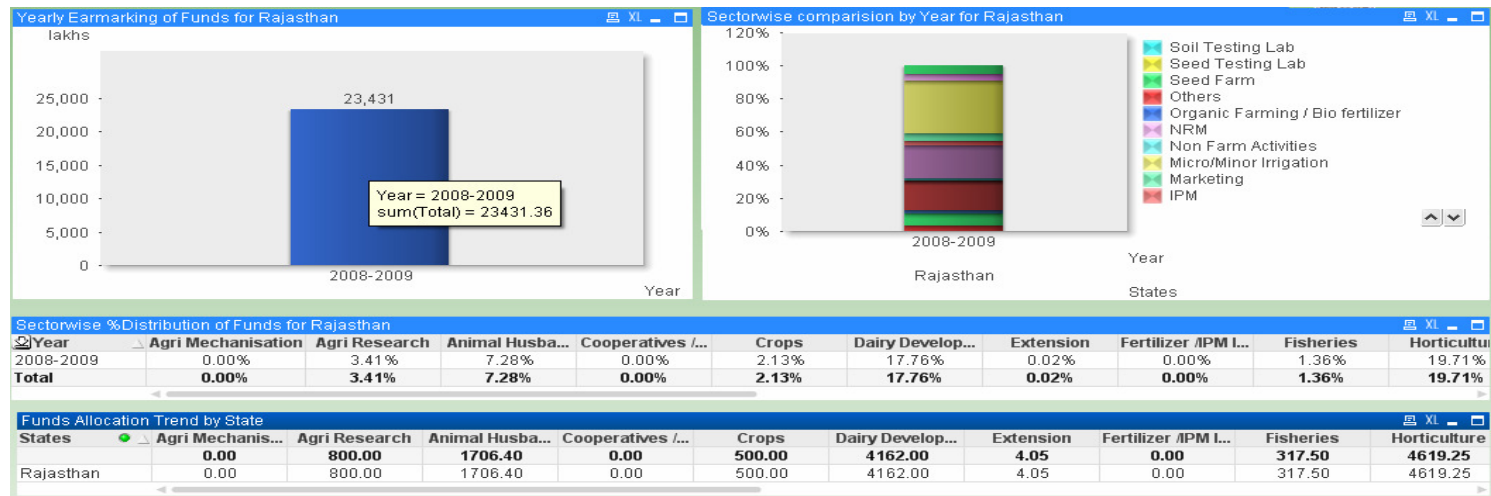 Yearly Earmarking of Funds for Rajasthan XL
lakhs
25,000
20,000
15,000
10,000
5,000
0
23,431
Year = 2008-2009
sum(Total) = 23431.36
2008-2009
Year
Sectorwise comparision by Year for Rajasthan XL
120%
100%
80%
60%
40%
20%
0%
2008-2009
Year
Rajasthan
States
Soil Testing Lab
Seed Testing Lab
Seed Farm
Others
Organic Farming / Bio fertilizer
NRM
Non Farm Activities
Micro/Minor Irrigation
Marketing
IPM
Sectorwise %Distribution of Funds for Rajasthan XL
Year Agri Mechanisation Agri Research Animal Husba... Cooperatives /... Crops Dairy Develop... Extension Fertilizer /IPM I... Fisheries Horticultu
2008-2009 0.00% 3.41% 7.28% 0.00% 2.13% 17.76% 0.02% 0.00% 1.36% 19.71%
Total 0.00% 3.41% 7.28% 0.00% 2.13% 17.76% 0.02% 0.00% 1.36% 19.71%
Funds Allocation Trend by State XL
States Agri Mechanis... Agri Research Animal Husba... Cooperatives /... Crops Dairy Develop... Extension Fertilizer /IPM I... Fisheries Horticulture
0.00 800.00 1706.40 0.00 500.00 4162.00 4.05 0.00 317.50 4619.25
Rajasthan 0.00 800.00 1706.40 0.00 500.00 4162.00 4.05 0.00 317.50 4619.25